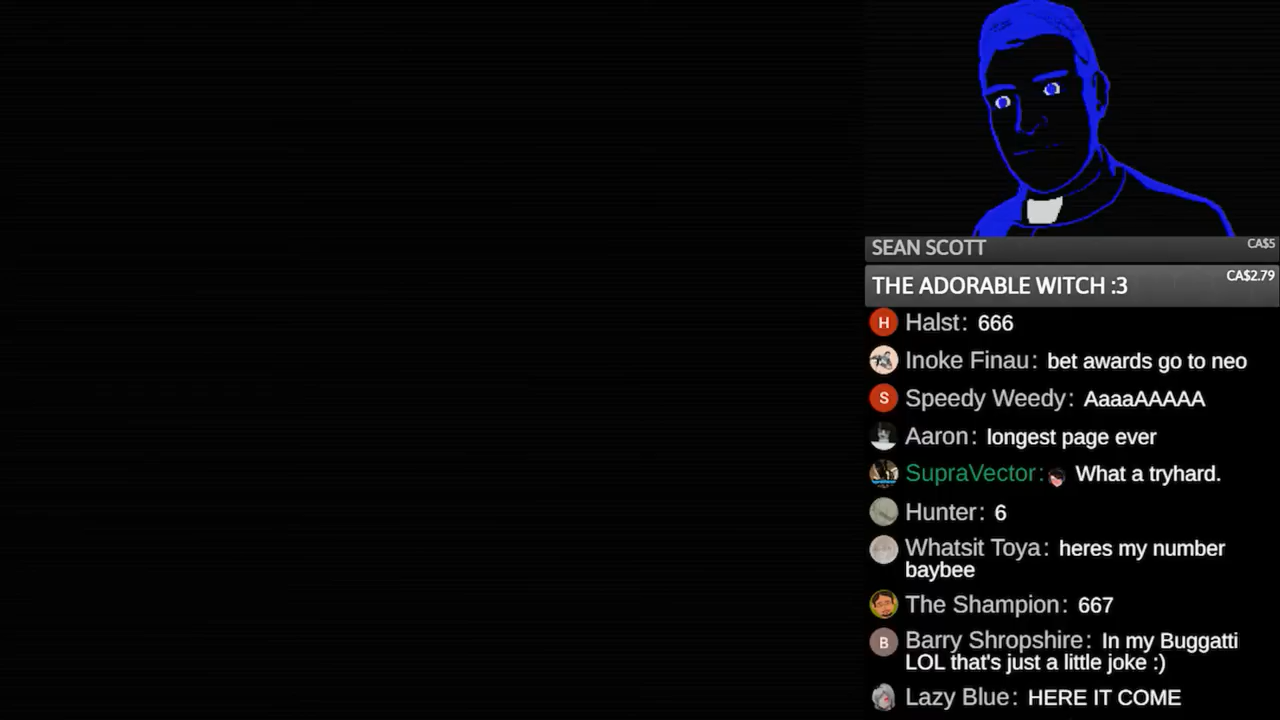 SEAN SCOTT CA$5
THE ADORABLE WITCH :3 CA$2.79
H Halst: 666
Inoke Finau: bet awards go to neo
S Speedy Weedy: AaaaAAAAA
Aaron: longest page ever
SupraVector: What a tryhard.
Hunter: 6
Whatsit Toya: heres my number
baybee
The Shampion: 667
B Barry Shropshire: In my Buggatti
LOL that's just a little joke :)
Lazy Blue: HERE IT COME